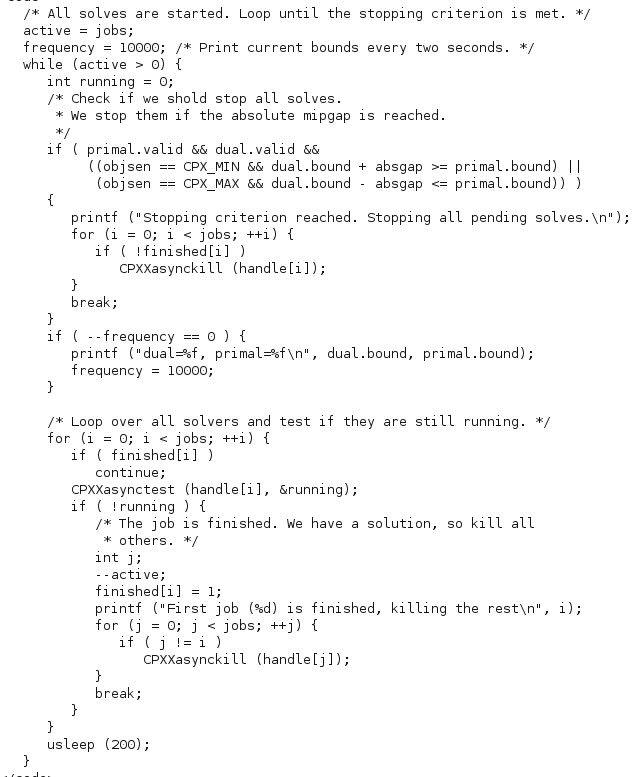 /* All solves are started. Loop until the stopping criterion is met. */
active = jobs;
frequency = 10000; /* Print current bounds every two seconds. */
while (active > 0) {
int running = 0;
/* Check if we shold stop all solves.
* We stop them if the absolute mipgap is reached.
*/
if ( primal.valid && dual.valid &&
((objsen == CPX_MIN && dual.bound + absgap >= primal.bound) ||
(objsen == CPX_MAX && dual.bound - absgap <= primal.bound)) )
{
printf ("Stopping criterion reached. Stopping all pending solves.\n");
for (i = 0; i < jobs; ++i) {
if ( !finished[i] )
CPXXasynckill (handle[i]);
}
break;
}
if ( --frequency == 0 ) {
printf ("dual=%f, primal=%f\n", dual.bound, primal.bound);
frequency = 10000;
}
/* Loop over all solvers and test if they are still running. */
for (i = 0; i < jobs; ++i) {
if ( finished[i] )
continue;
CPXXasynctest (handle[i], &running);
if ( !running ) {
/* The job is finished. We have a solution, so kill all
* others. */
int j;
--active;
finished[i] = 1;
printf ("First job (%d) is finished, killing the rest\n", i);
for (j = 0; j < jobs; ++j) {
if ( j != i )
CPXXasynckill (handle[j]);
}
break;
}
}
usleep (200);
}